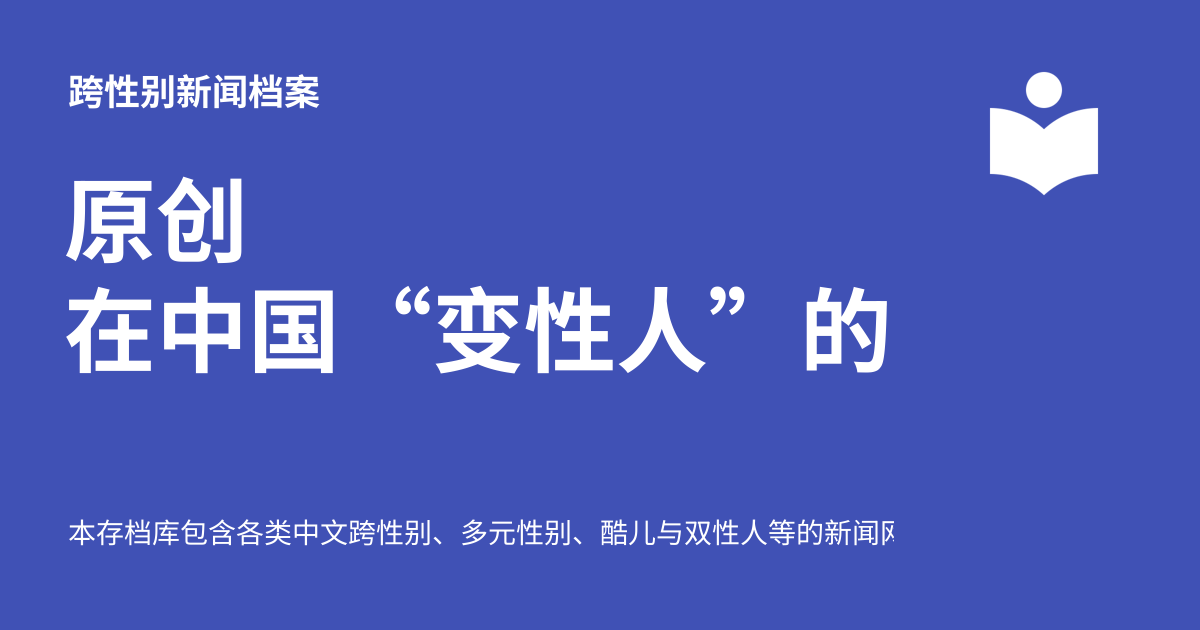 跨性别新闻档案
原创
在中国“变性人”的
本存档库包含各类中文跨性别、多元性别、酷儿与双性人等的新闻